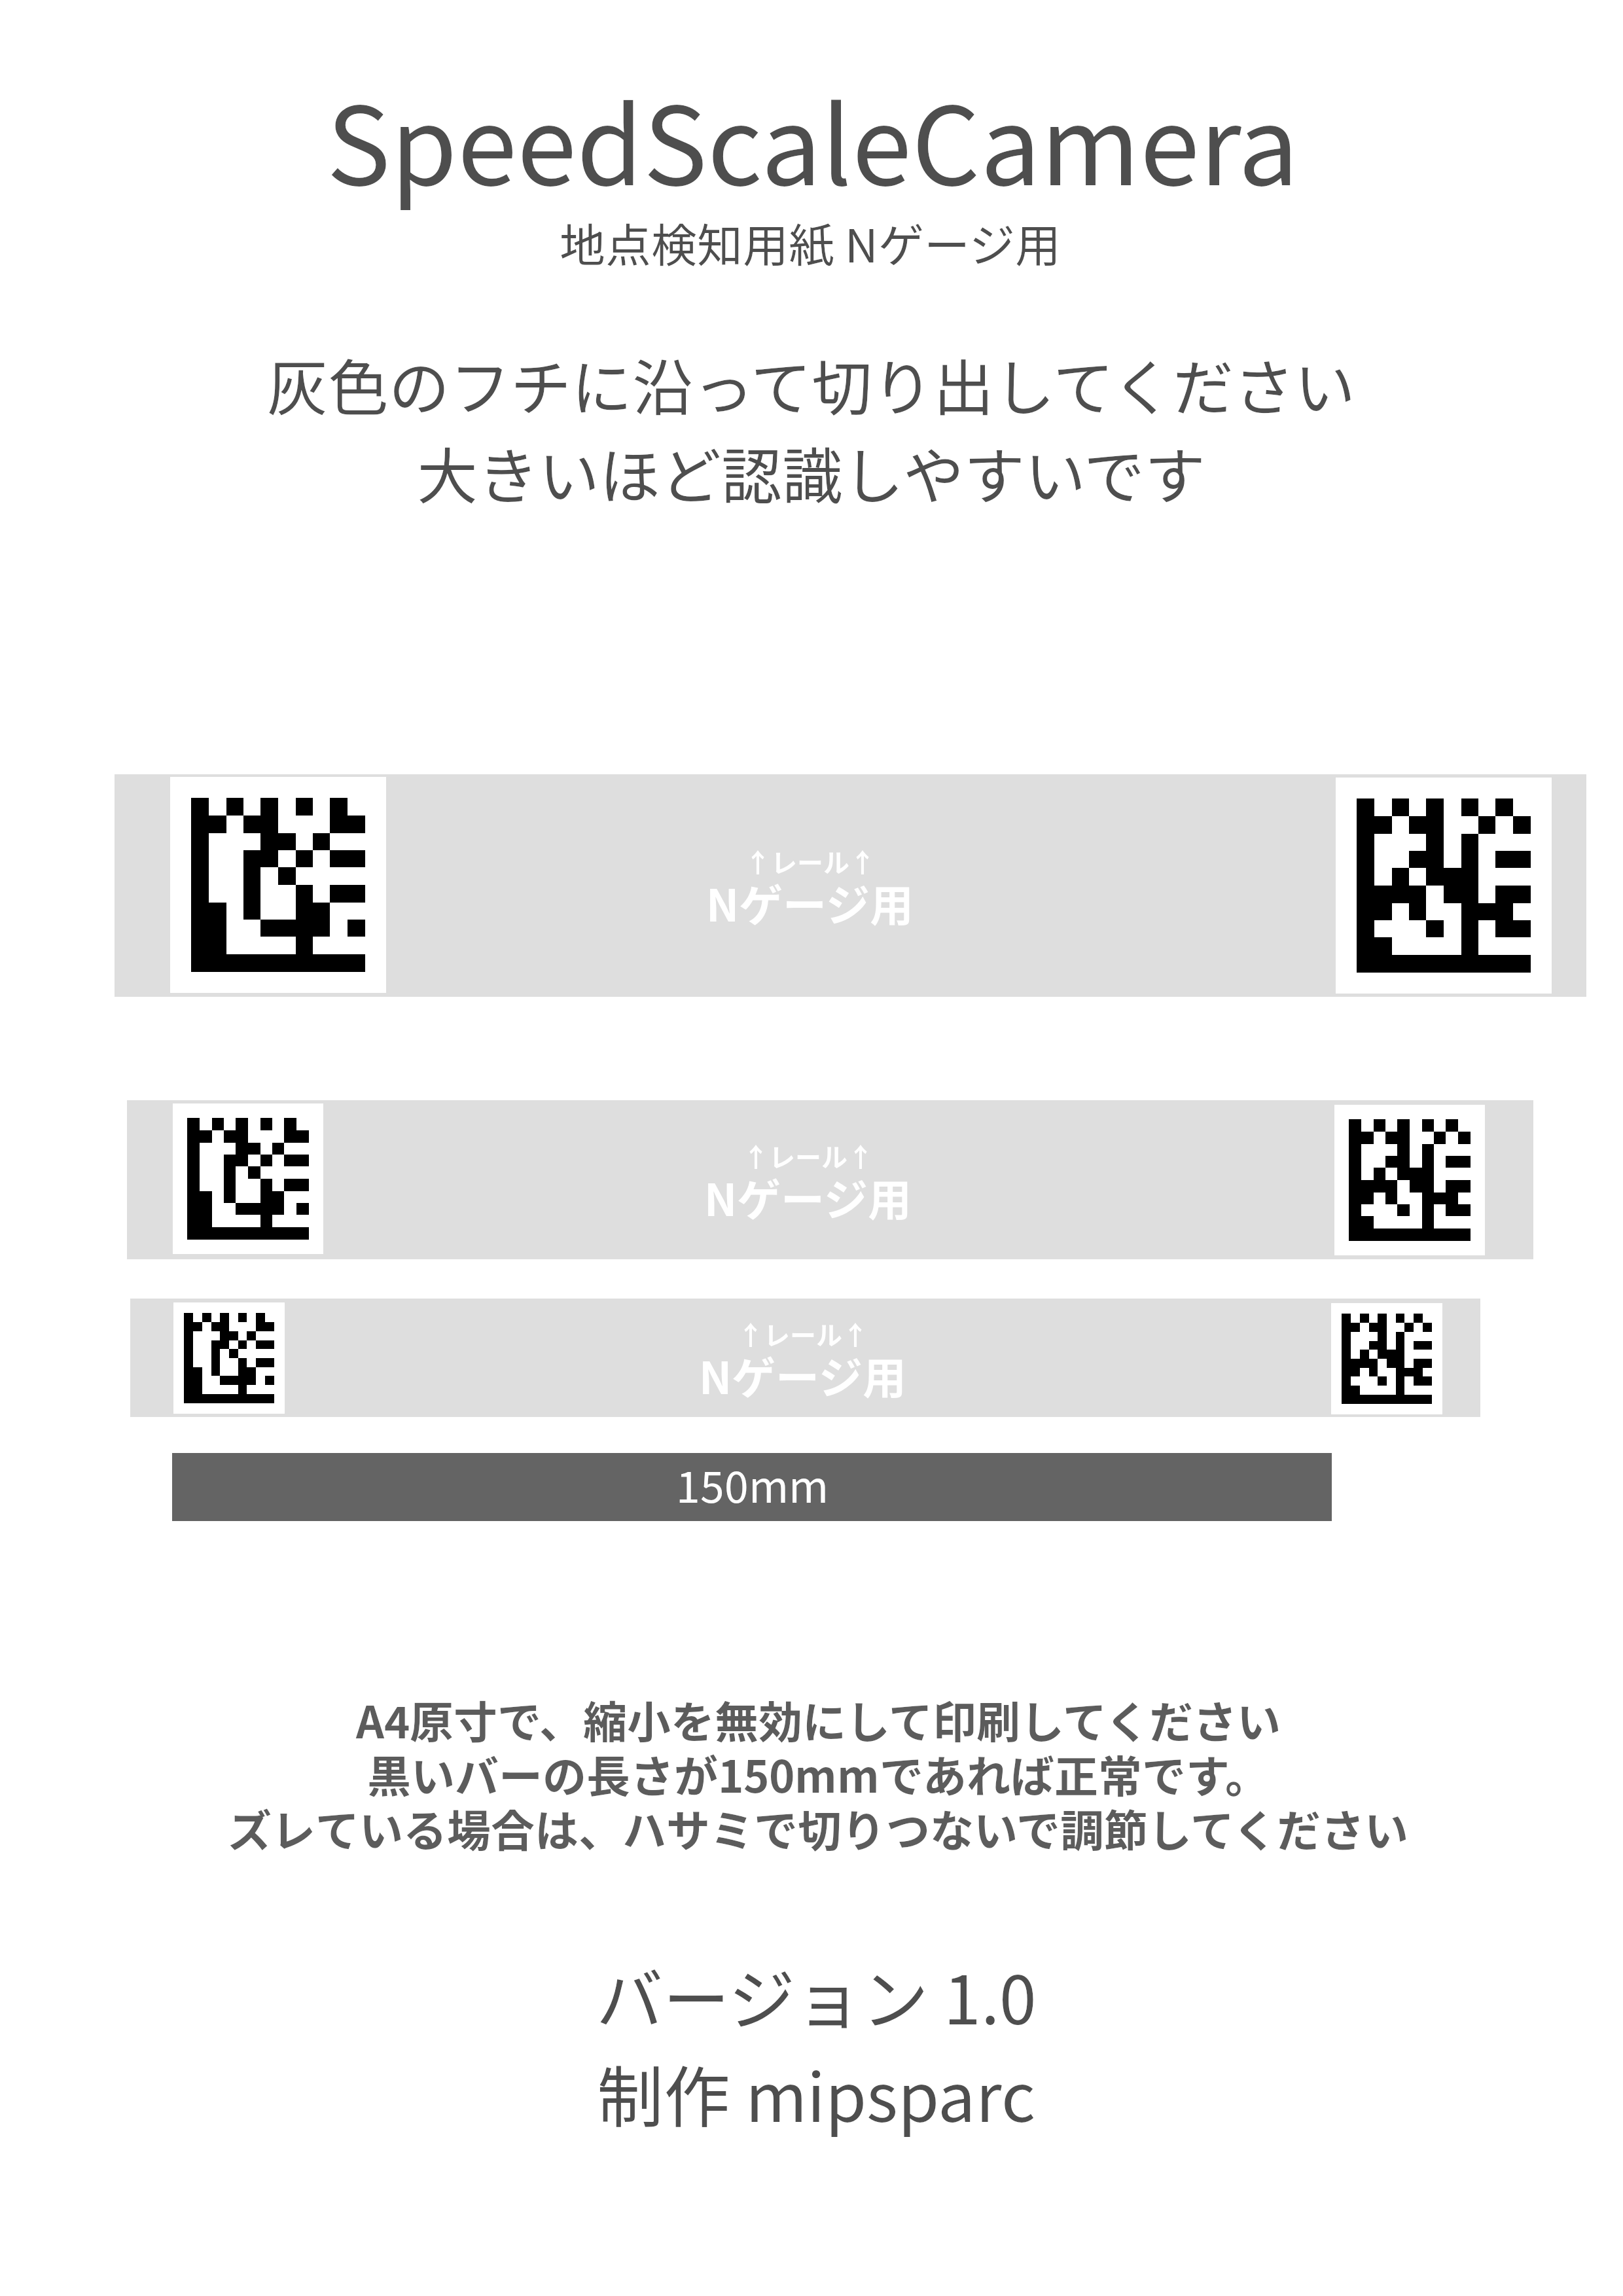 SpeedScaleCamera
地点検知用紙 Nゲージ用
灰色のフチに沿って切り出してください
大きいほど認識しやすいです
↑レール↑
Nゲージ用
↑レール↑
Nゲージ用
↑レール↑
Nゲージ用
150mm
A4原寸で、縮小を無効にして印刷してください
黒いバーの長さが150mmであれば正常です。
ズレている場合は、ハサミで切りつないで調節してください
バージョン 1.0
制作 mipsparc